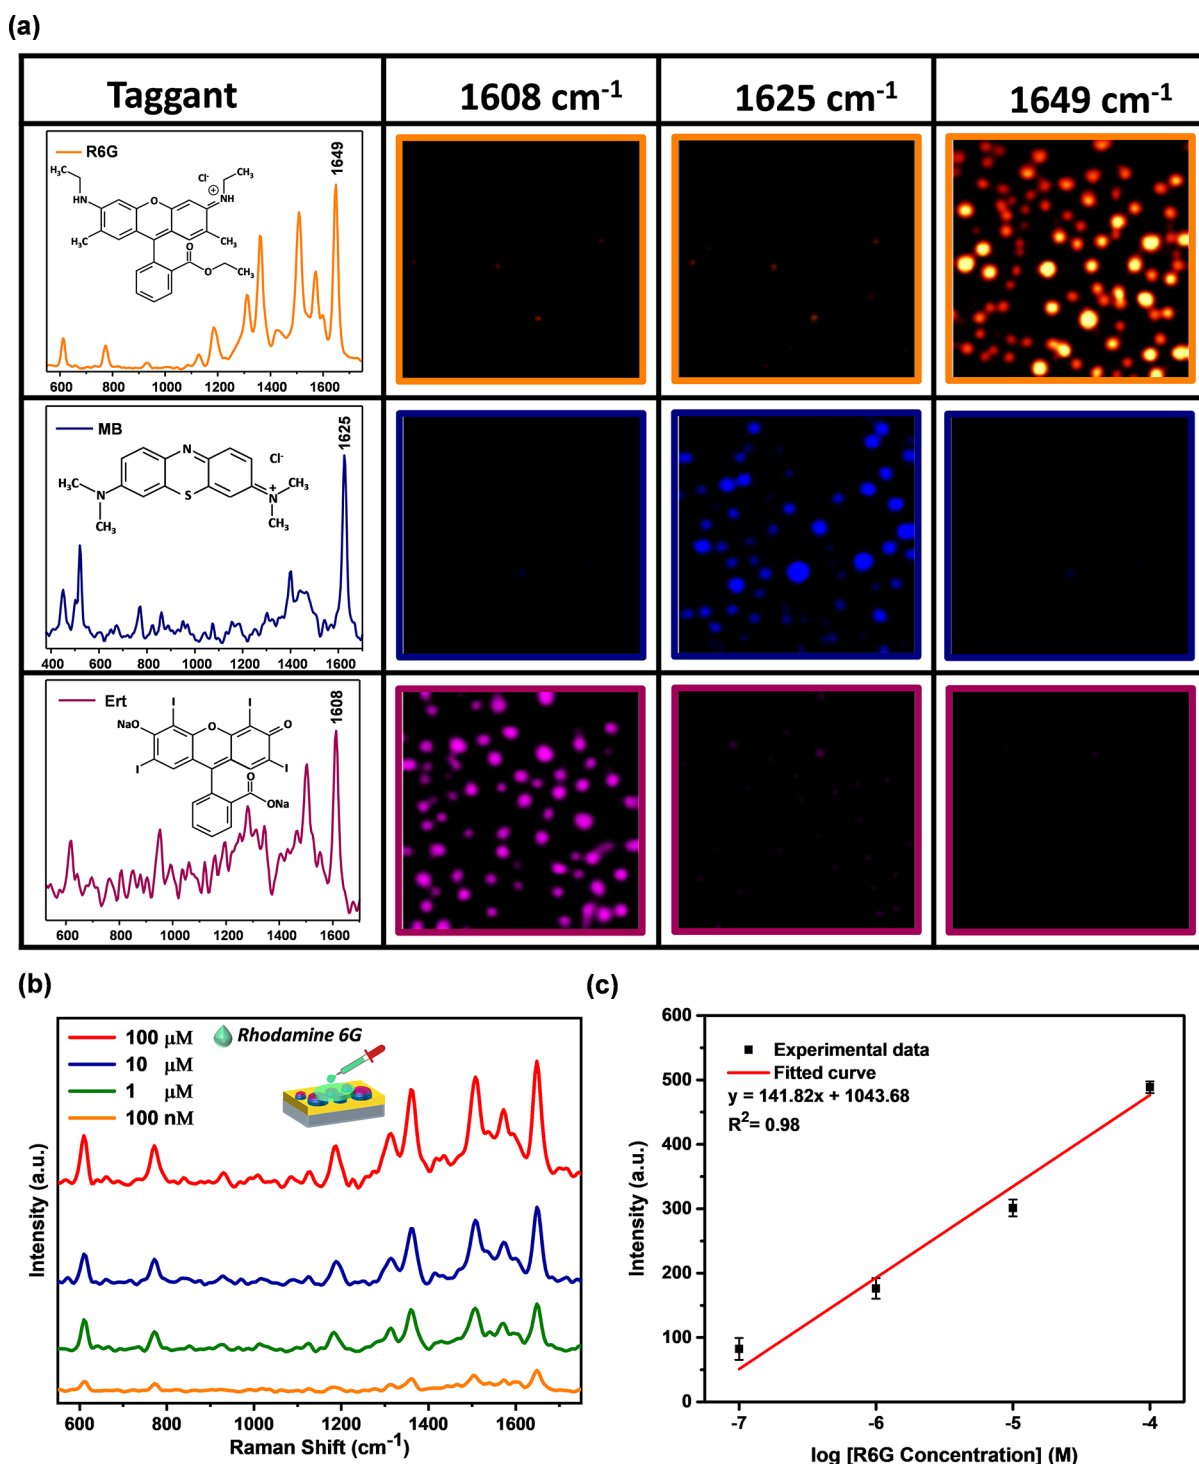 (a)
Taggant 1608 cm⁻¹ 1625 cm⁻¹ 1649 cm⁻¹
R6G
1649
H₃C
CH₃
Cl⁻
HN
O
+
NH
H₃C
CH₃
O
O
CH₃
600 800 1000 1200 1400 1600
MB
1625
N
Cl⁻
H₃C
N
S
+
N
CH₃
CH₃
CH₃
400 600 800 1000 1200 1400 1600
Ert
1608
I I
NaO
O
O
I I
O
ONa
600 800 1000 1200 1400 1600
(b)
100 μM
10 μM
1 μM
100 nM
Rhodamine 6G
Intensity (a.u.)
600 800 1000 1200 1400 1600
Raman Shift (cm⁻¹)
(c)
600
500
400
300
200
100
0
Experimental data
Fitted curve
y = 141.82x + 1043.68
R²= 0.98
Intensity (a.u.)
-7 -6 -5 -4
log [R6G Concentration] (M)